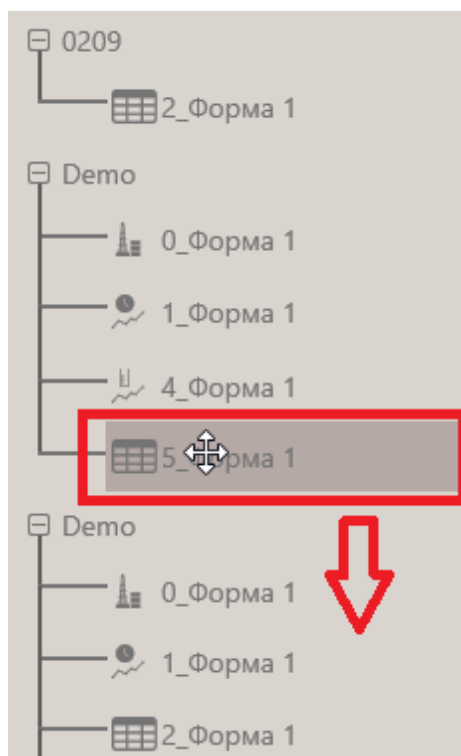 0209
2_Форма 1
Demo
0_Форма 1
1_Форма 1
4_Форма 1
5_Форма 1
Demo
0_Форма 1
1_Форма 1
2_Форма 1